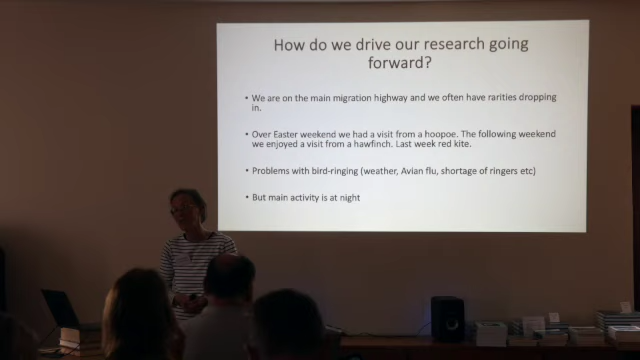 How do we drive our research going
forward?
• We are on the main migration highway and we often have rarities dropping
in.
• Over Easter weekend we had a visit from a hoopoe. The following weekend
we enjoyed a visit from a hawfinch. Last week red kite.
• Problems with bird-ringing (weather, Avian flu, shortage of ringers etc)
• But main activity is at night